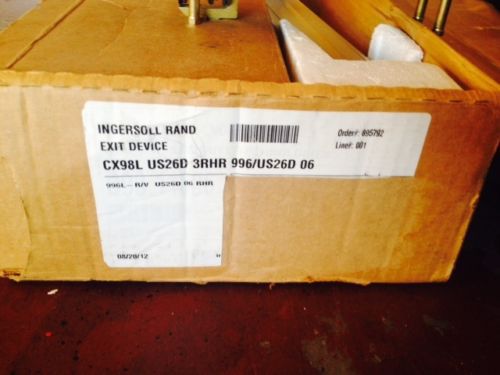 INGERSOLL RAND
EXIT DEVICE
CX98L US26D 3RHR 996/US26D 06
Order#: 895792
Line#: 001
996L-R/V US26D 06 RHR
08/20/12